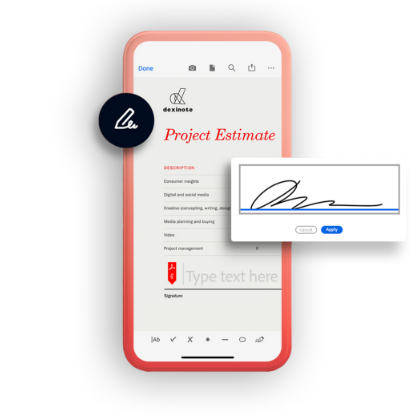 Done
dexinote
Project Estimate
DESCRIPTION
Consumer insights
Digital and social media
Creative concepting, writing, design
Media planning and buying
Video
Project management
Type text here
Signature
Cancel
Apply
|Ab